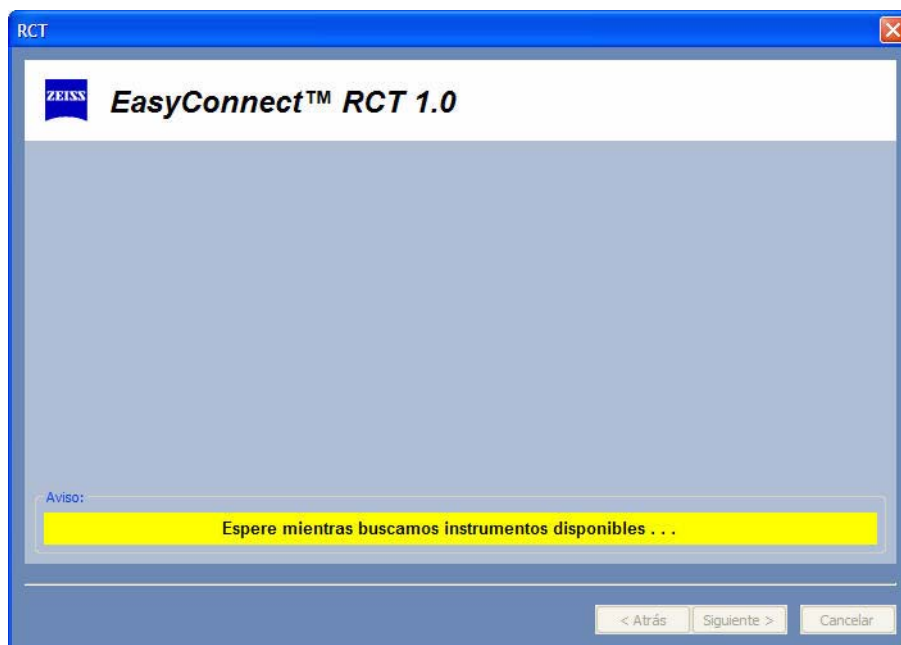 RCT
ZEISS
EasyConnect™ RCT 1.0
Aviso:
Espere mientras buscamos instrumentos disponibles . . .
< Atrás
Siguiente >
Cancelar